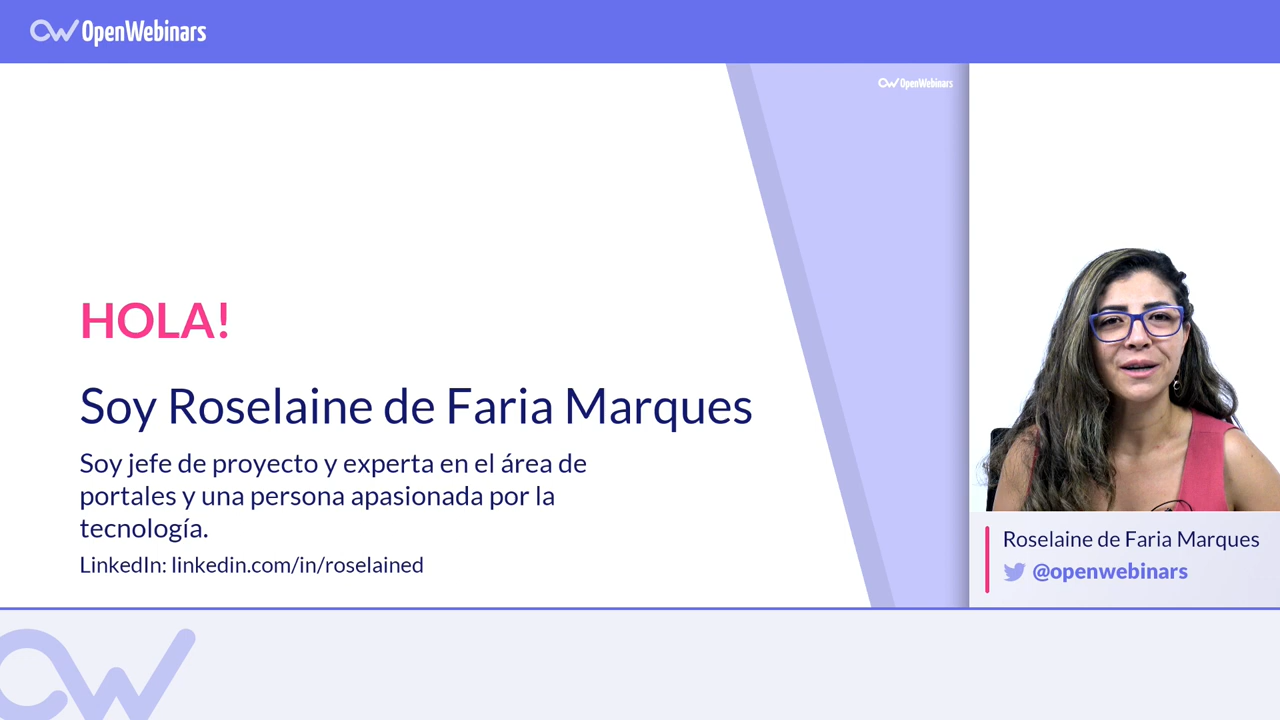 OpenWebinars
OpenWebinars
HOLA!
Soy Roselaine de Faria Marques
Soy jefe de proyecto y experta en el área de
portales y una persona apasionada por la
tecnología.
LinkedIn: linkedin.com/in/roselained
Roselaine de Faria Marques
@openwebinars